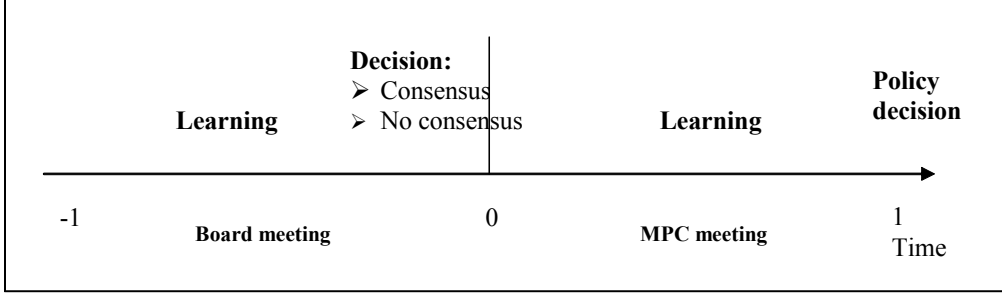 Decision:
➢ Consensus
➢ No consensus
Policy
decision
Learning
Learning
-1
0
1
Board meeting
MPC meeting
Time